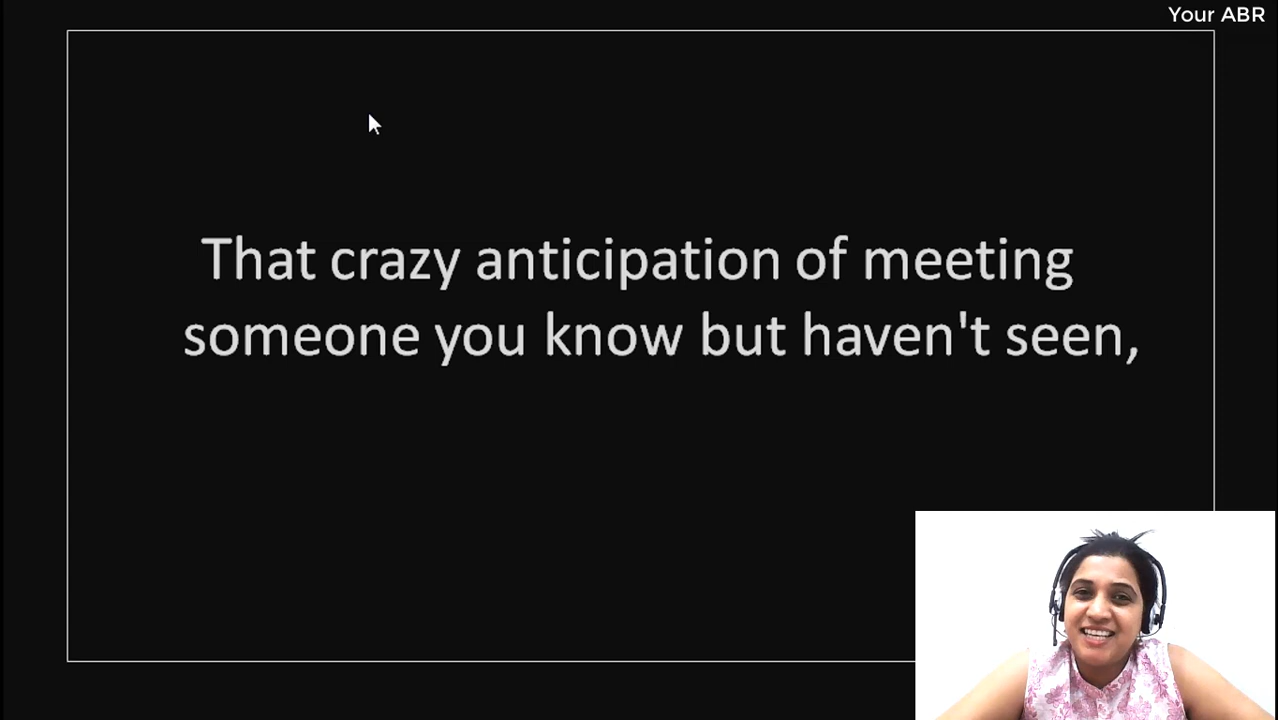 Your ABR
That crazy anticipation of meeting
someone you know but haven't seen,